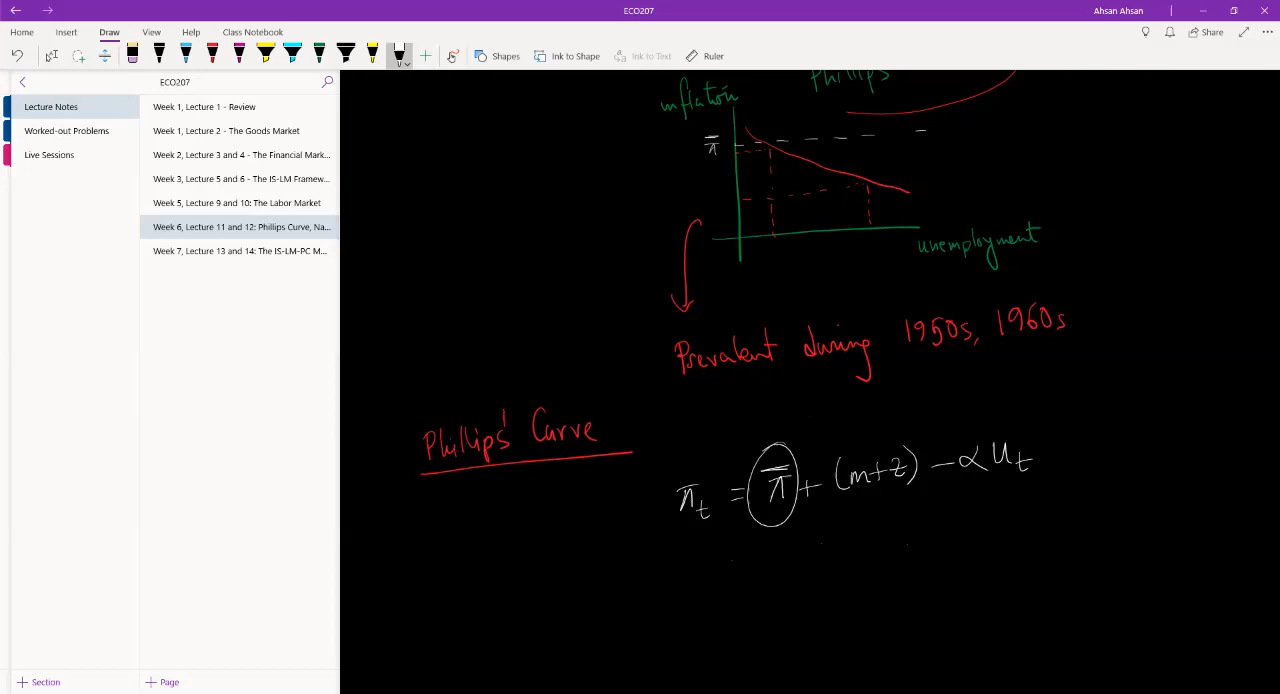 ECO207
Ahsan Ahsan
Home Insert Draw View Help Class Notebook
Share
Shapes Ink to Shape Ink to Text Ruler
ECO207
Lecture Notes
Worked-out Problems
Live Sessions
Week 1, Lecture 1 - Review
Week 1, Lecture 2 - The Goods Market
Week 2, Lecture 3 and 4 - The Financial Mark...
Week 3, Lecture 5 and 6 - The IS-LM Framew...
Week 5, Lecture 9 and 10: The Labor Market
Week 6, Lecture 11 and 12: Phillips Curve, Na...
Week 7, Lecture 13 and 14: The IS-LM-PC M...
Section
Page
Phillips
inflation
π̅
unemployment
Prevalent during 1950s, 1960s
Phillips' Curve
π_t = π̅ + (m+z) - αu_t